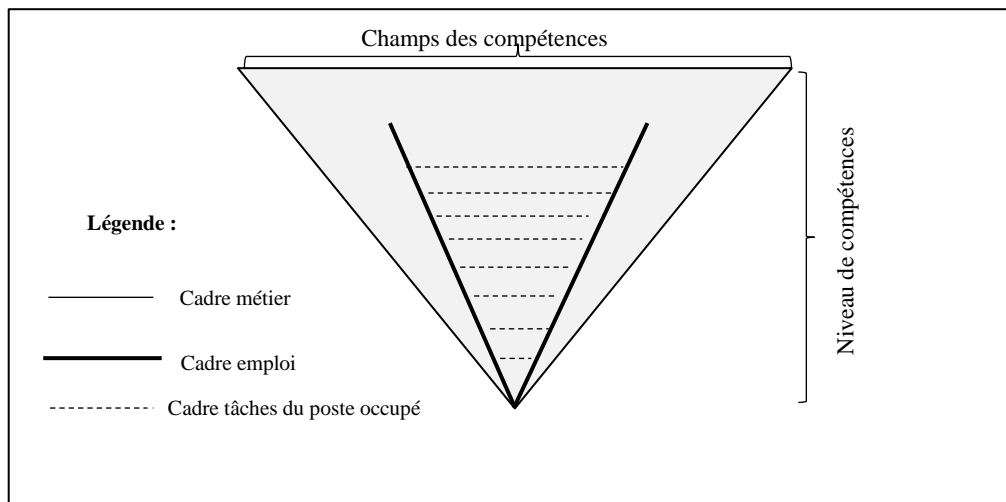 Champs des compétences
Niveau de compétences
Légende :
Cadre métier
Cadre emploi
Cadre tâches du poste occupé